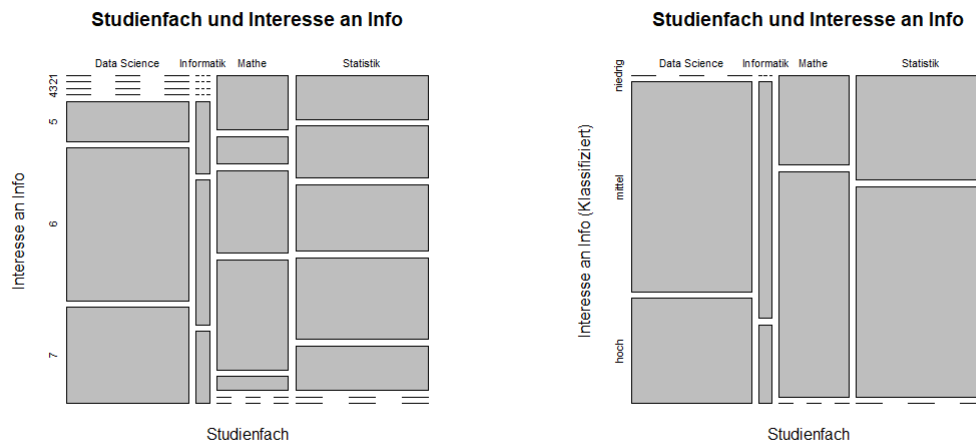 Studienfach und Interesse an Info
Data Science Informatik Mathe Statistik
4321
5
6
7
Interesse an Info
Studienfach
Studienfach und Interesse an Info
Data Science Informatik Mathe Statistik
niedrig
mittel
hoch
Interesse an Info (Klassifiziert)
Studienfach